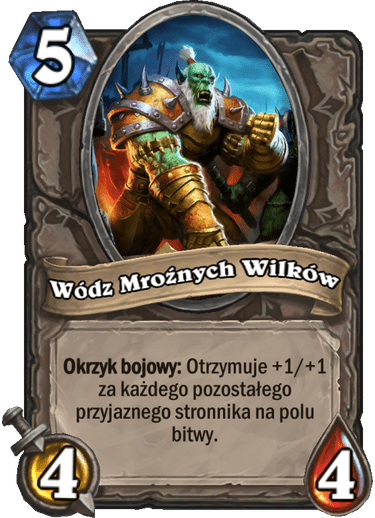 5
Wódz Mroźnych Wilków
Okrzyk bojowy: Otrzymuje +1/+1
za każdego pozostałego
przyjaznego stronnika na polu
bitwy.
4
4